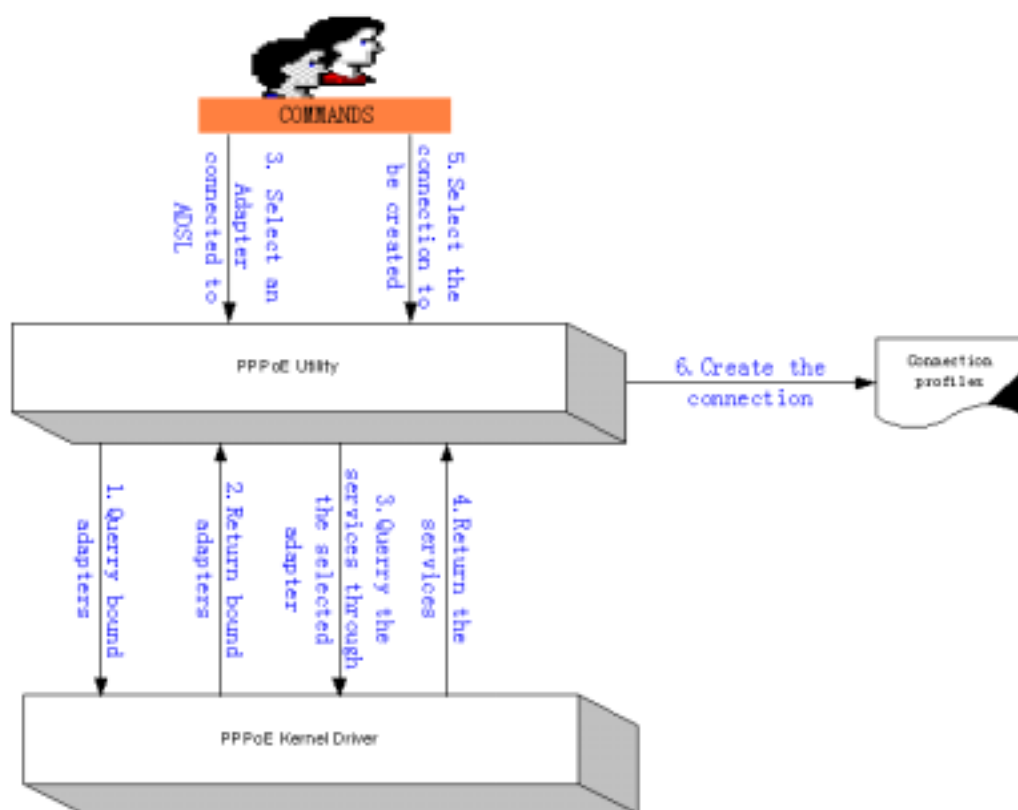 COMMANDS
3. Select an
Adapter
connected to
ADSL
5. Select the
connection to
be created
PPPoE Utility
6. Create the
connection
Connection
profiles
1. Querry bound
adapters
2. Return bound
adapters
3. Querry the
services through
the selected
adapter
4. Return the
services
PPPoE Kernel Driver